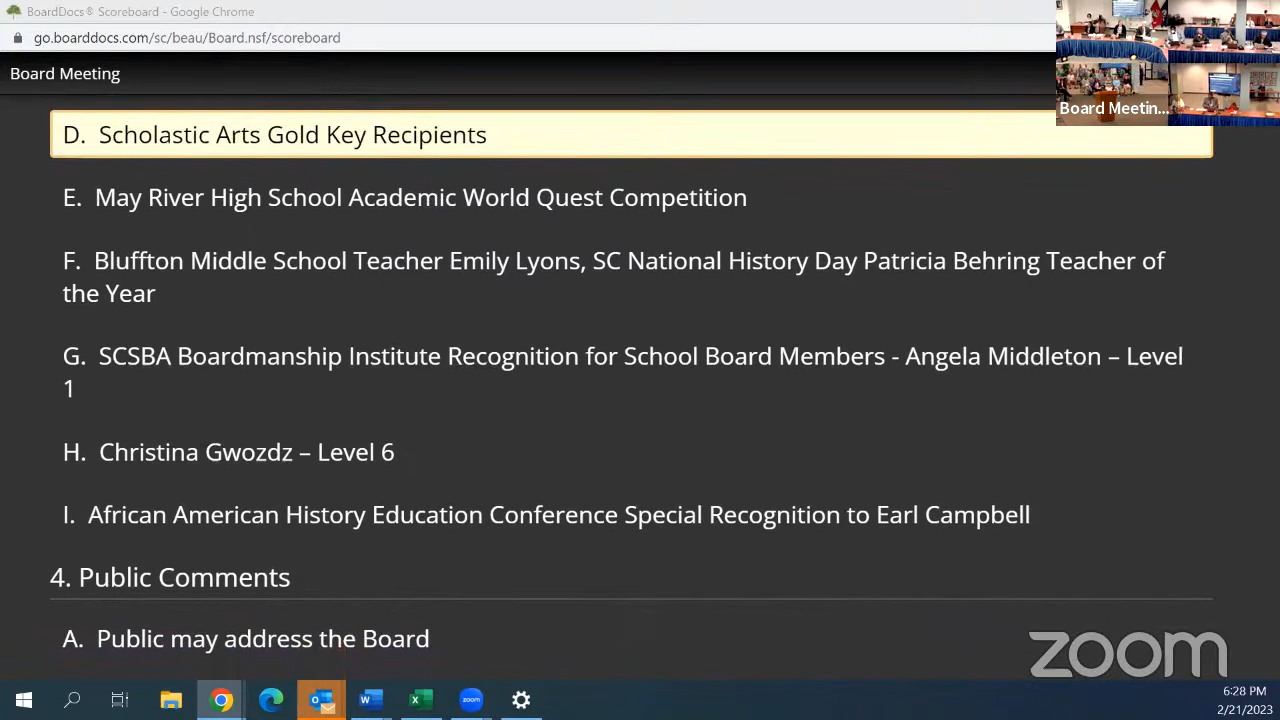 BoardDocs® Scoreboard - Google Chrome
go.boarddocs.com/sc/beau/Board.nsf/scoreboard
Board Meeting
Board Meetin...
D. Scholastic Arts Gold Key Recipients
E. May River High School Academic World Quest Competition
F. Bluffton Middle School Teacher Emily Lyons, SC National History Day Patricia Behring Teacher of
the Year
G. SCSBA Boardmanship Institute Recognition for School Board Members - Angela Middleton – Level
1
H. Christina Gwozdz – Level 6
I. African American History Education Conference Special Recognition to Earl Campbell
4. Public Comments
A. Public may address the Board
zoom
zoom
6:28 PM
2/21/2023